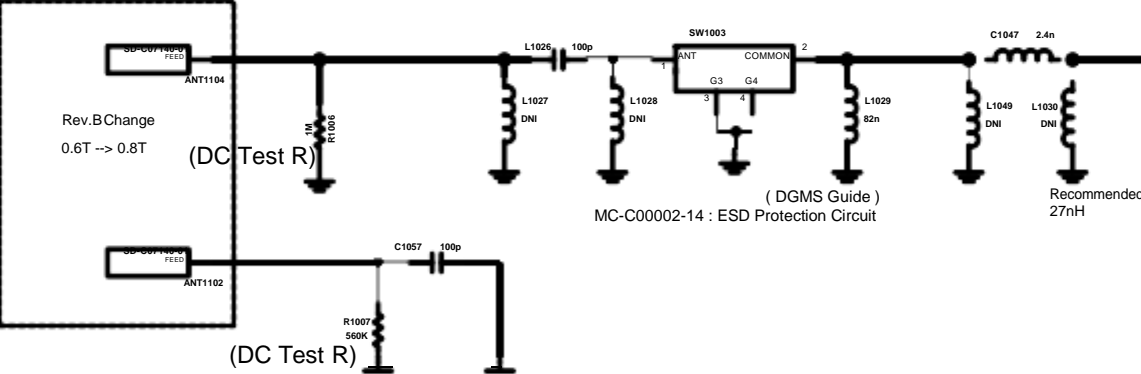 SD-C07140-0
FEED
ANT1104
Rev.BChange
0.6T --> 0.8T
(DC Test R)
1M
R1006
L1026 100p
L1027
DNI
L1028
DNI
SW1003
ANT
COMMON
1
2
G3 G4
3 4
L1029
82n
C1047 2.4n
L1049
DNI
L1030
DNI
Recommended
27nH
( DGMS Guide )
MC-C00002-14 : ESD Protection Circuit
SD-C07140-0
FEED
ANT1102
C1057 100p
R1007
560K
(DC Test R)